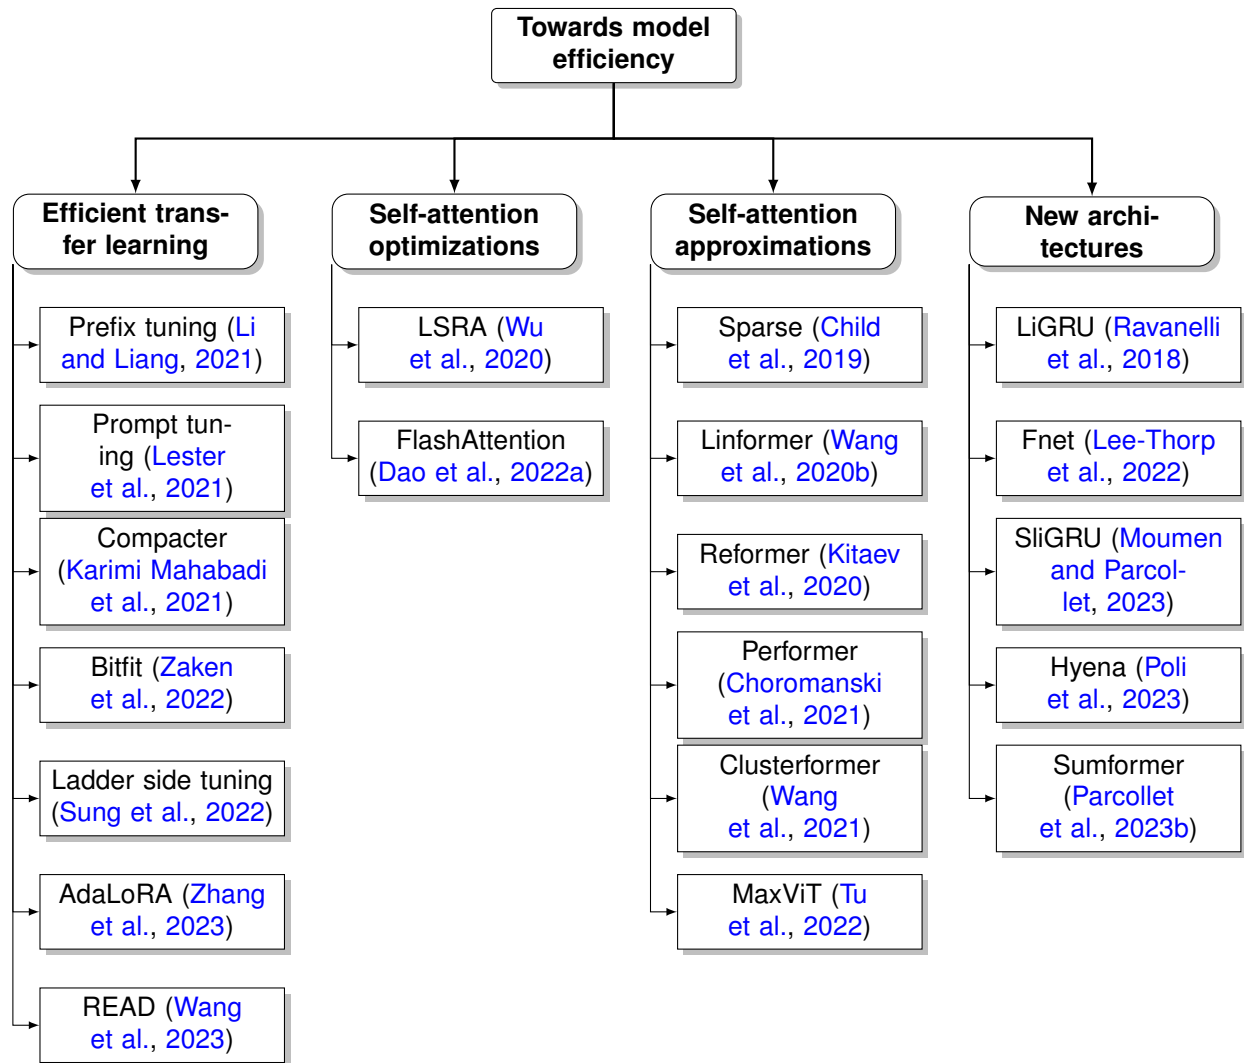 Towards model
efficiency
Efficient trans-
fer learning
Prefix tuning (Li
and Liang, 2021)
Prompt tun-
ing (Lester
et al., 2021)
Compacter
(Karimi Mahabadi
et al., 2021)
Bitfit (Zaken
et al., 2022)
Ladder side tuning
(Sung et al., 2022)
AdaLoRA (Zhang
et al., 2023)
READ (Wang
et al., 2023)
Self-attention
optimizations
LSRA (Wu
et al., 2020)
FlashAttention
(Dao et al., 2022a)
Self-attention
approximations
Sparse (Child
et al., 2019)
Linformer (Wang
et al., 2020b)
Reformer (Kitaev
et al., 2020)
Performer
(Choromanski
et al., 2021)
Clusterformer
(Wang
et al., 2021)
MaxViT (Tu
et al., 2022)
New archi-
tectures
LiGRU (Ravanelli
et al., 2018)
Fnet (Lee-Thorp
et al., 2022)
SliGRU (Moumen
and Parcol-
let, 2023)
Hyena (Poli
et al., 2023)
Sumformer
(Parcollet
et al., 2023b)